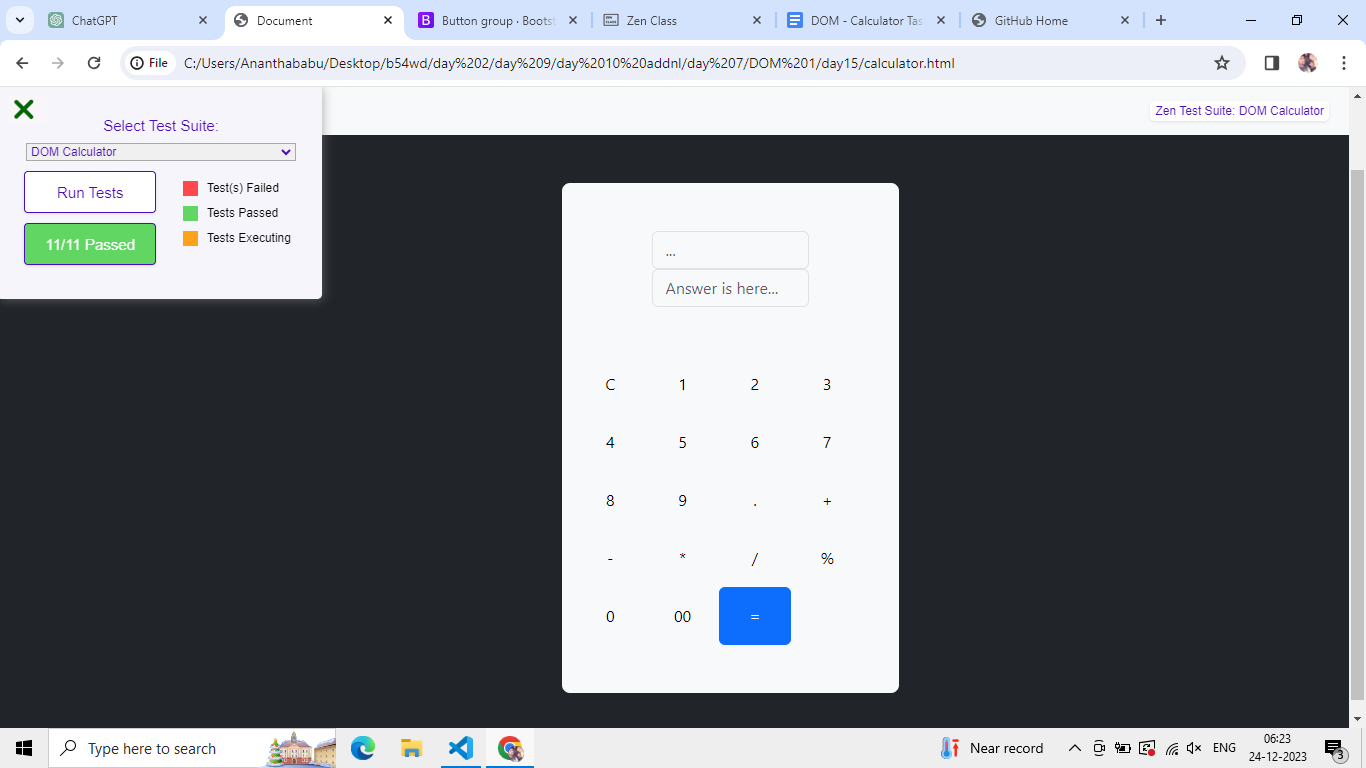 ChatGPT
Document
Button group · Bootst
Zen Class
DOM - Calculator Tas
GitHub Home
File
C:/Users/Ananthababu/Desktop/b54wd/day%202/day%209/day%2010%20addnl/day%207/DOM%201/day15/calculator.html
Select Test Suite:
DOM Calculator
Run Tests
11/11 Passed
Test(s) Failed
Tests Passed
Tests Executing
Zen Test Suite: DOM Calculator
...
Answer is here...
C 1 2 3
4 5 6 7
8 9 . +
- * / %
0 00 =
Type here to search
Near record
ENG
06:23
24-12-2023
3